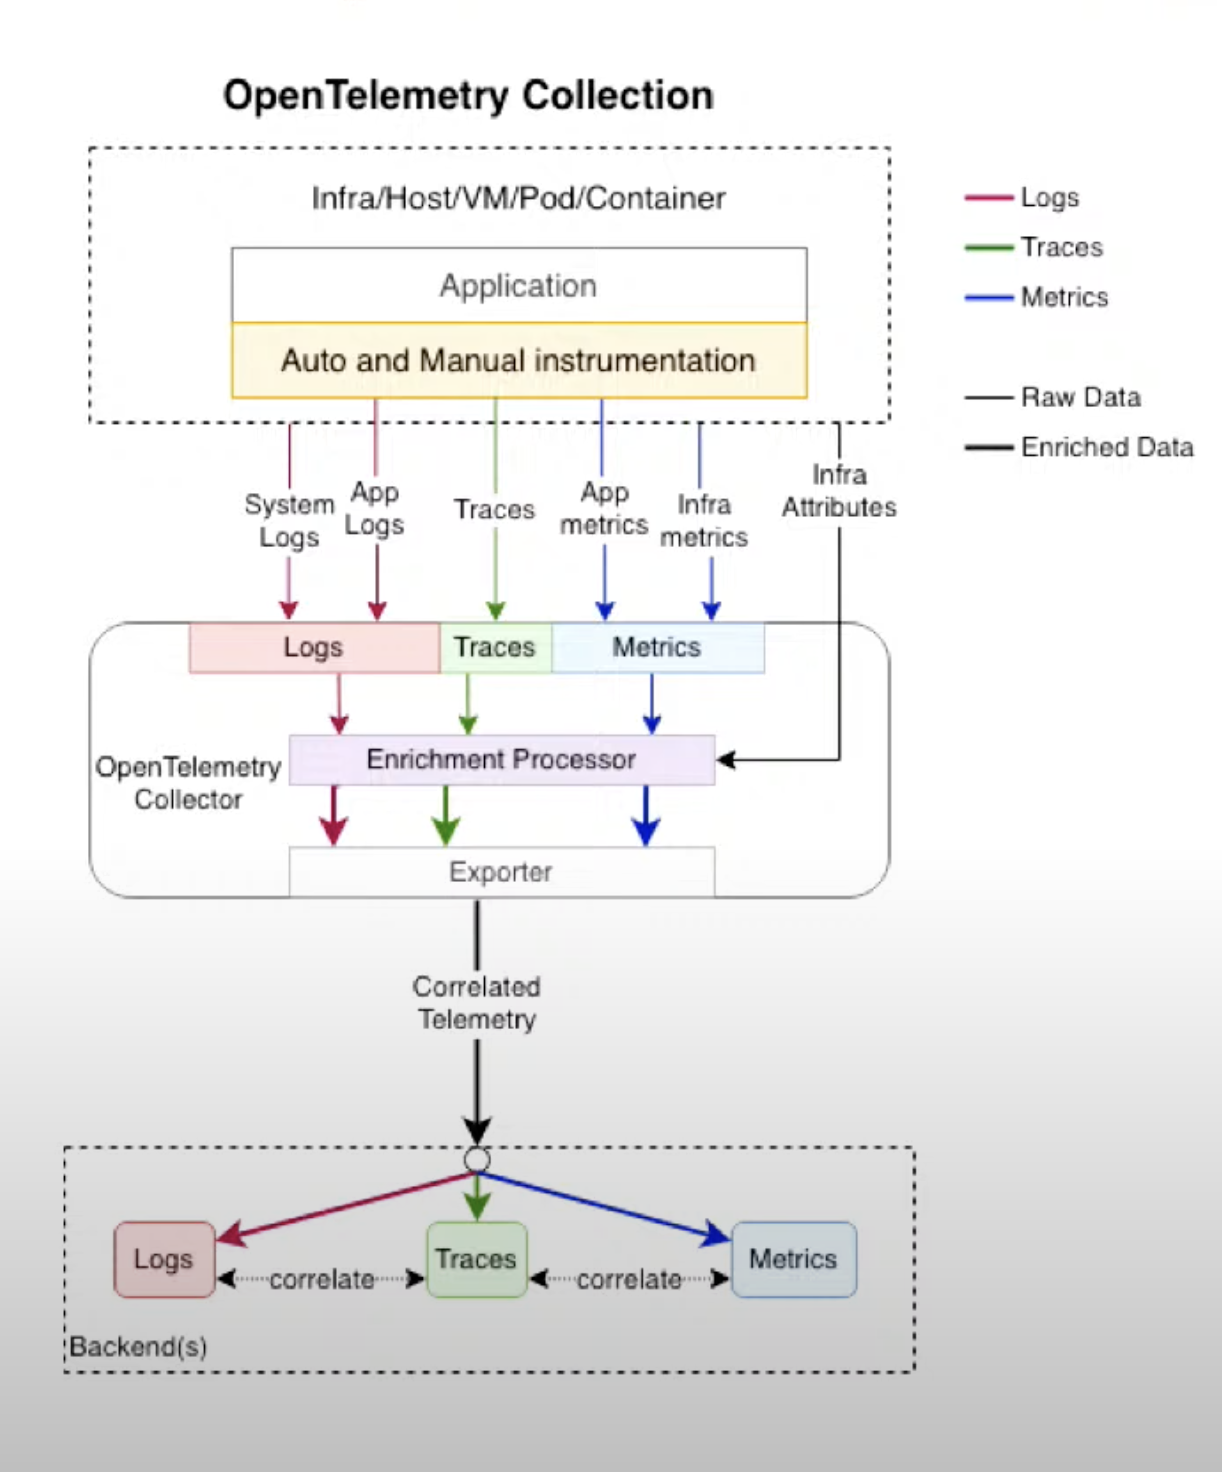 OpenTelemetry Collection
Infra/Host/VM/Pod/Container
Application
Auto and Manual instrumentation
Logs
Traces
Metrics
Raw Data
Enriched Data
System
Logs
App
Logs
Traces
App
metrics
Infra
metrics
Infra
Attributes
Logs
Traces
Metrics
OpenTelemetry
Collector
Enrichment Processor
Exporter
Correlated
Telemetry
Logs
correlate
Traces
correlate
Metrics
Backend(s)